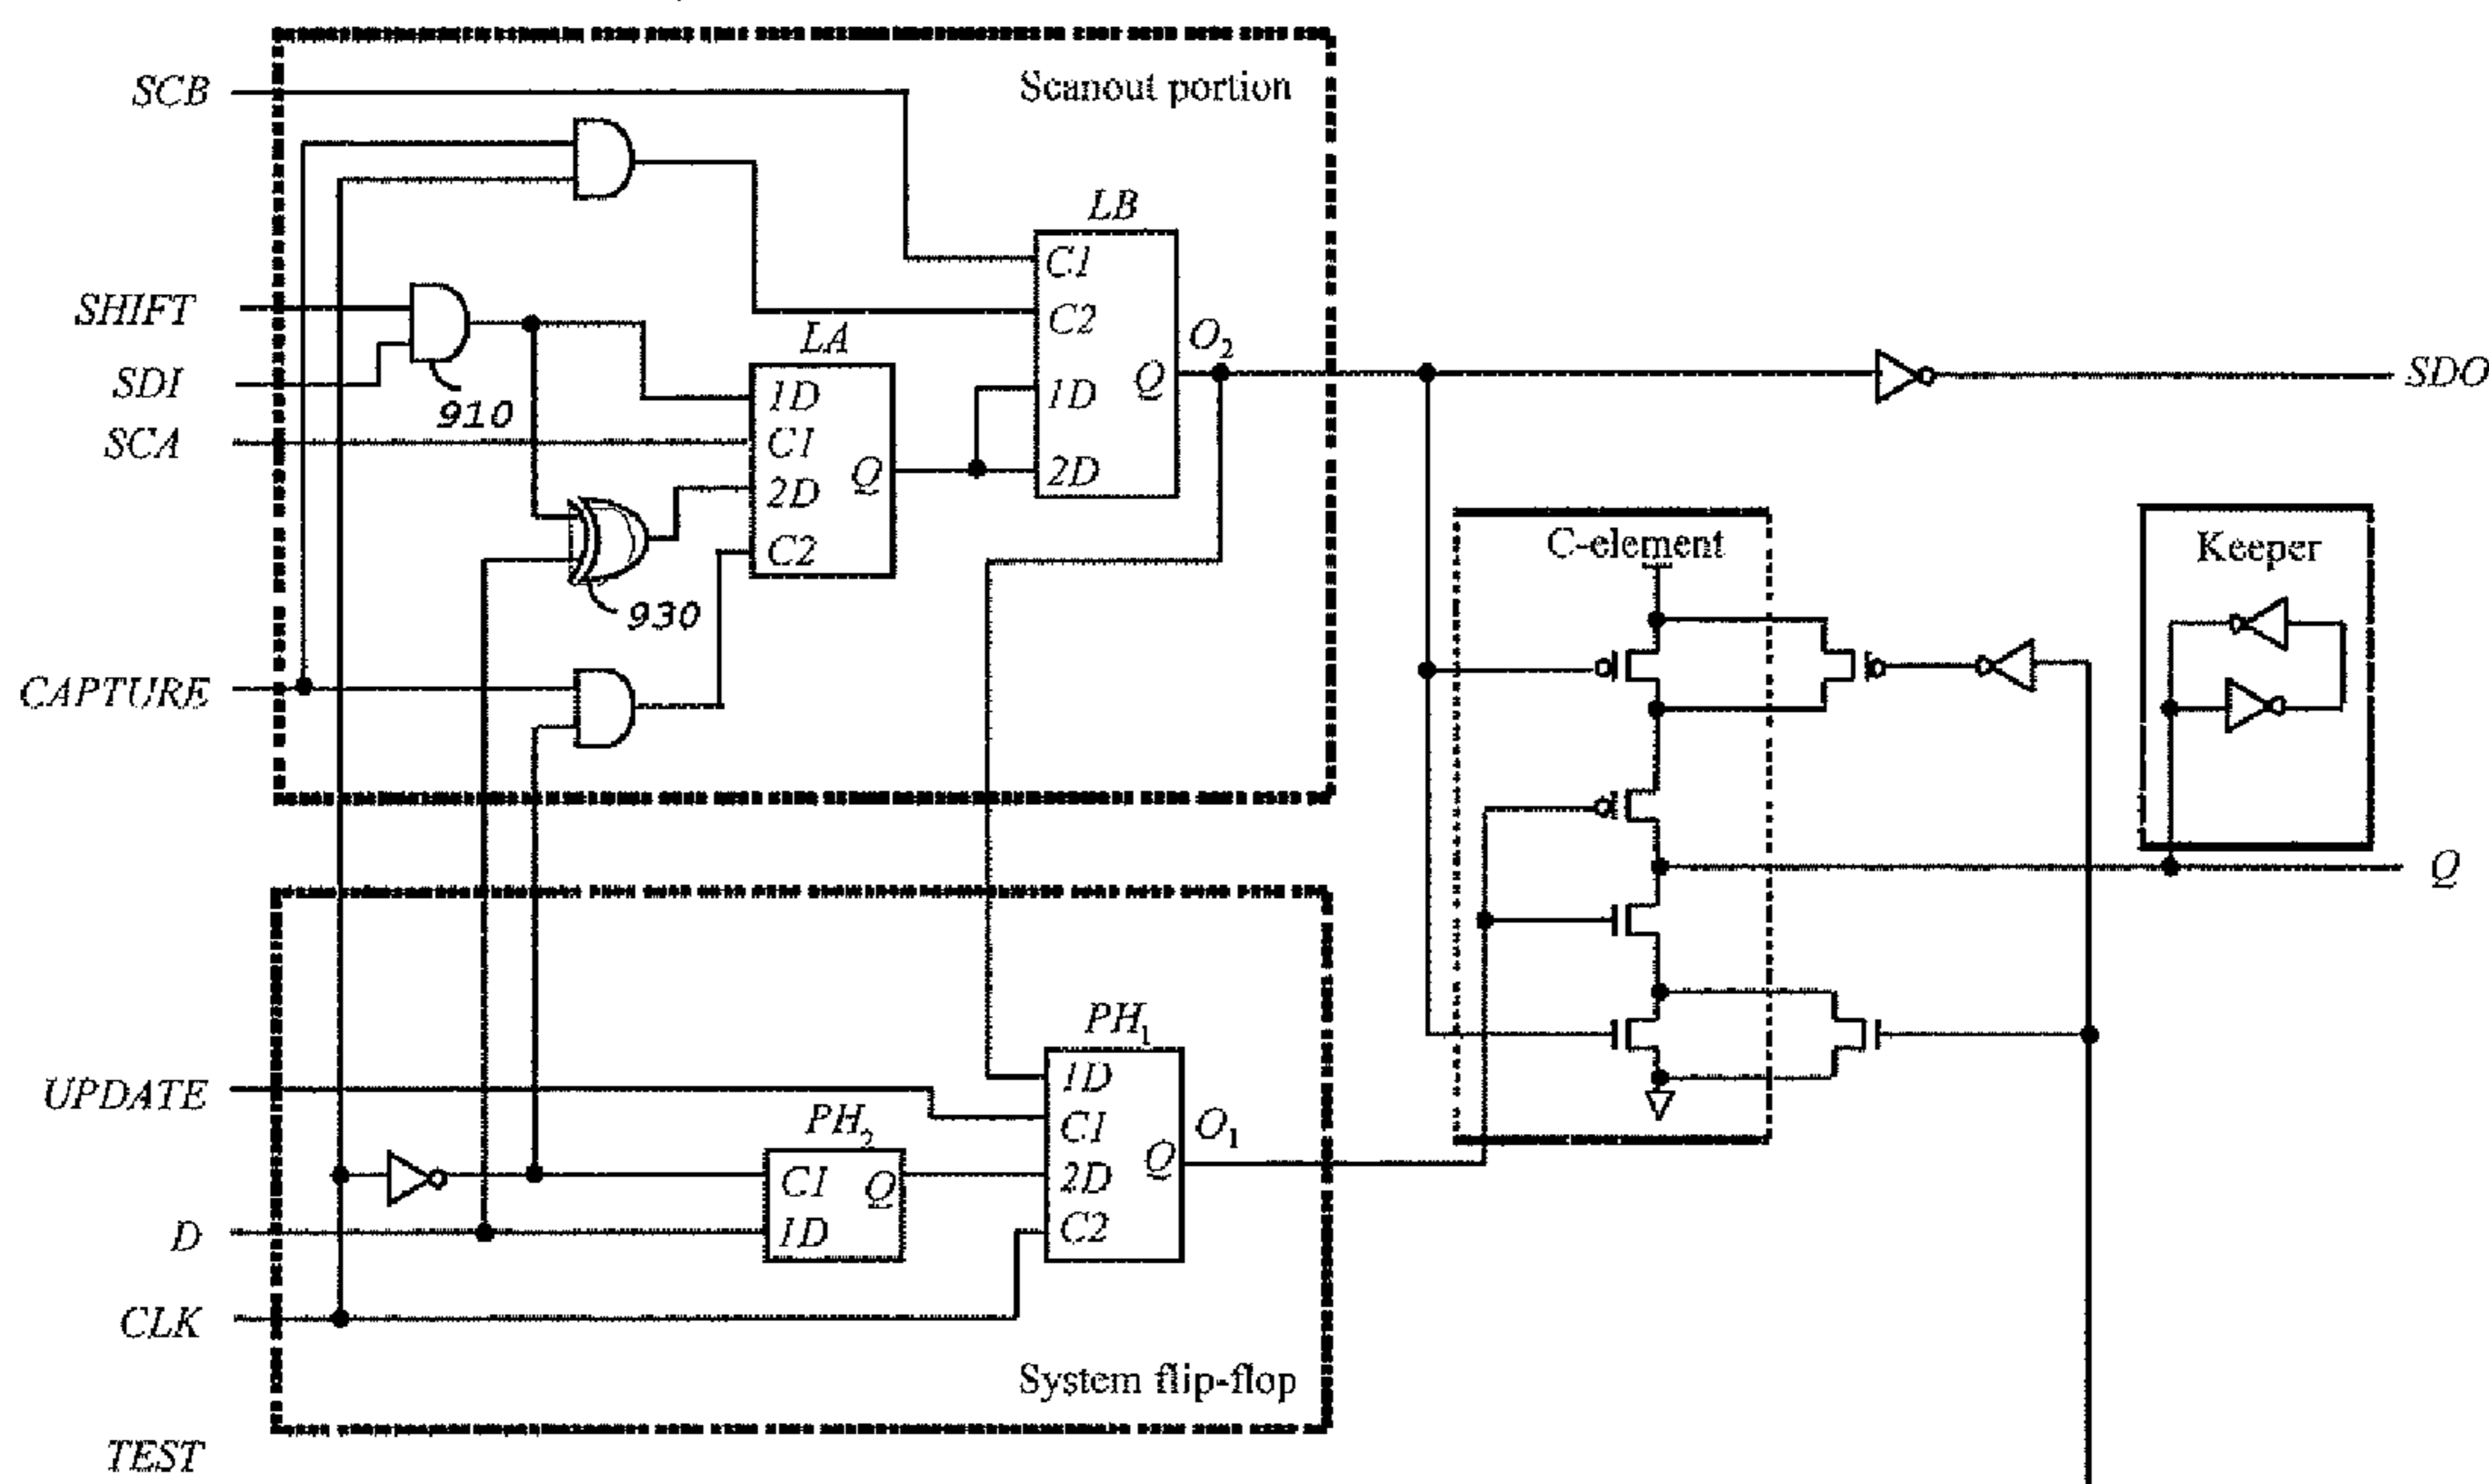 SCB
Scanout portion
LB
C1
SHIFT
C2
O2
LA
SDI
1D
1D
Q
SDO
910
SCA
C1
Q
2D
2D
C-element
Keeper
C2
930
CAPTURE
Q
PH1
UPDATE
1D
PH2
C1
O1
C1
Q
2D
Q
D
1D
C2
CLK
System flip-flop
TEST